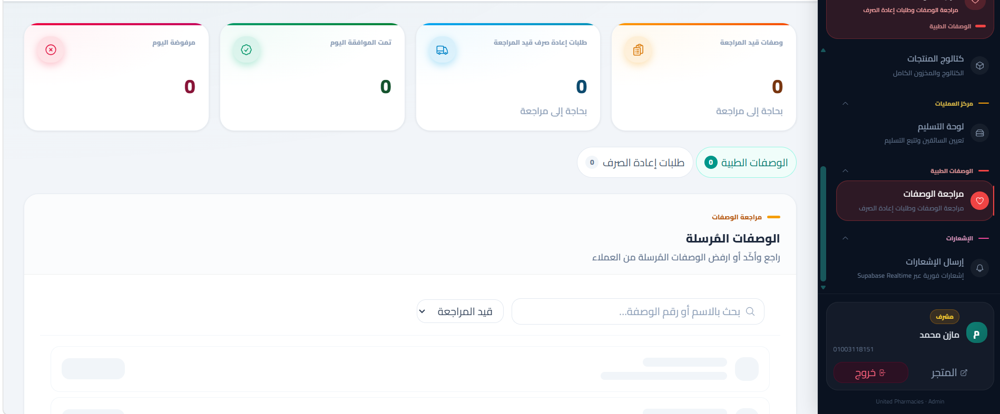 مراجعة الوصفات وطلبات إعادة الصرف
الوصفات الطبية
كتالوج المنتجات
الكتالوج والمخزون الكامل
مركز العمليات
لوحة التسليم
تعيين السائقين وتتبع التسليم
الوصفات الطبية
مراجعة الوصفات
مراجعة الوصفات وطلبات إعادة الصرف
الإشعارات
إرسال الإشعارات
إشعارات فورية عبر Supabase Realtime
مشرف
م
مازن محمد
01003118151
المتجر
خروج
United Pharmacies · Admin
وصفات قيد المراجعة
0
بحاجة إلى مراجعة
طلبات إعادة صرف قيد المراجعة
0
بحاجة إلى مراجعة
تمت الموافقة اليوم
0
مرفوضة اليوم
0
الوصفات الطبية 0
طلبات إعادة الصرف 0
مراجعة الوصفات
الوصفات المُرسلة
راجع وأكّد أو ارفض الوصفات المُرسلة من العملاء
بحث بالاسم أو رقم الوصفة...
قيد المراجعة